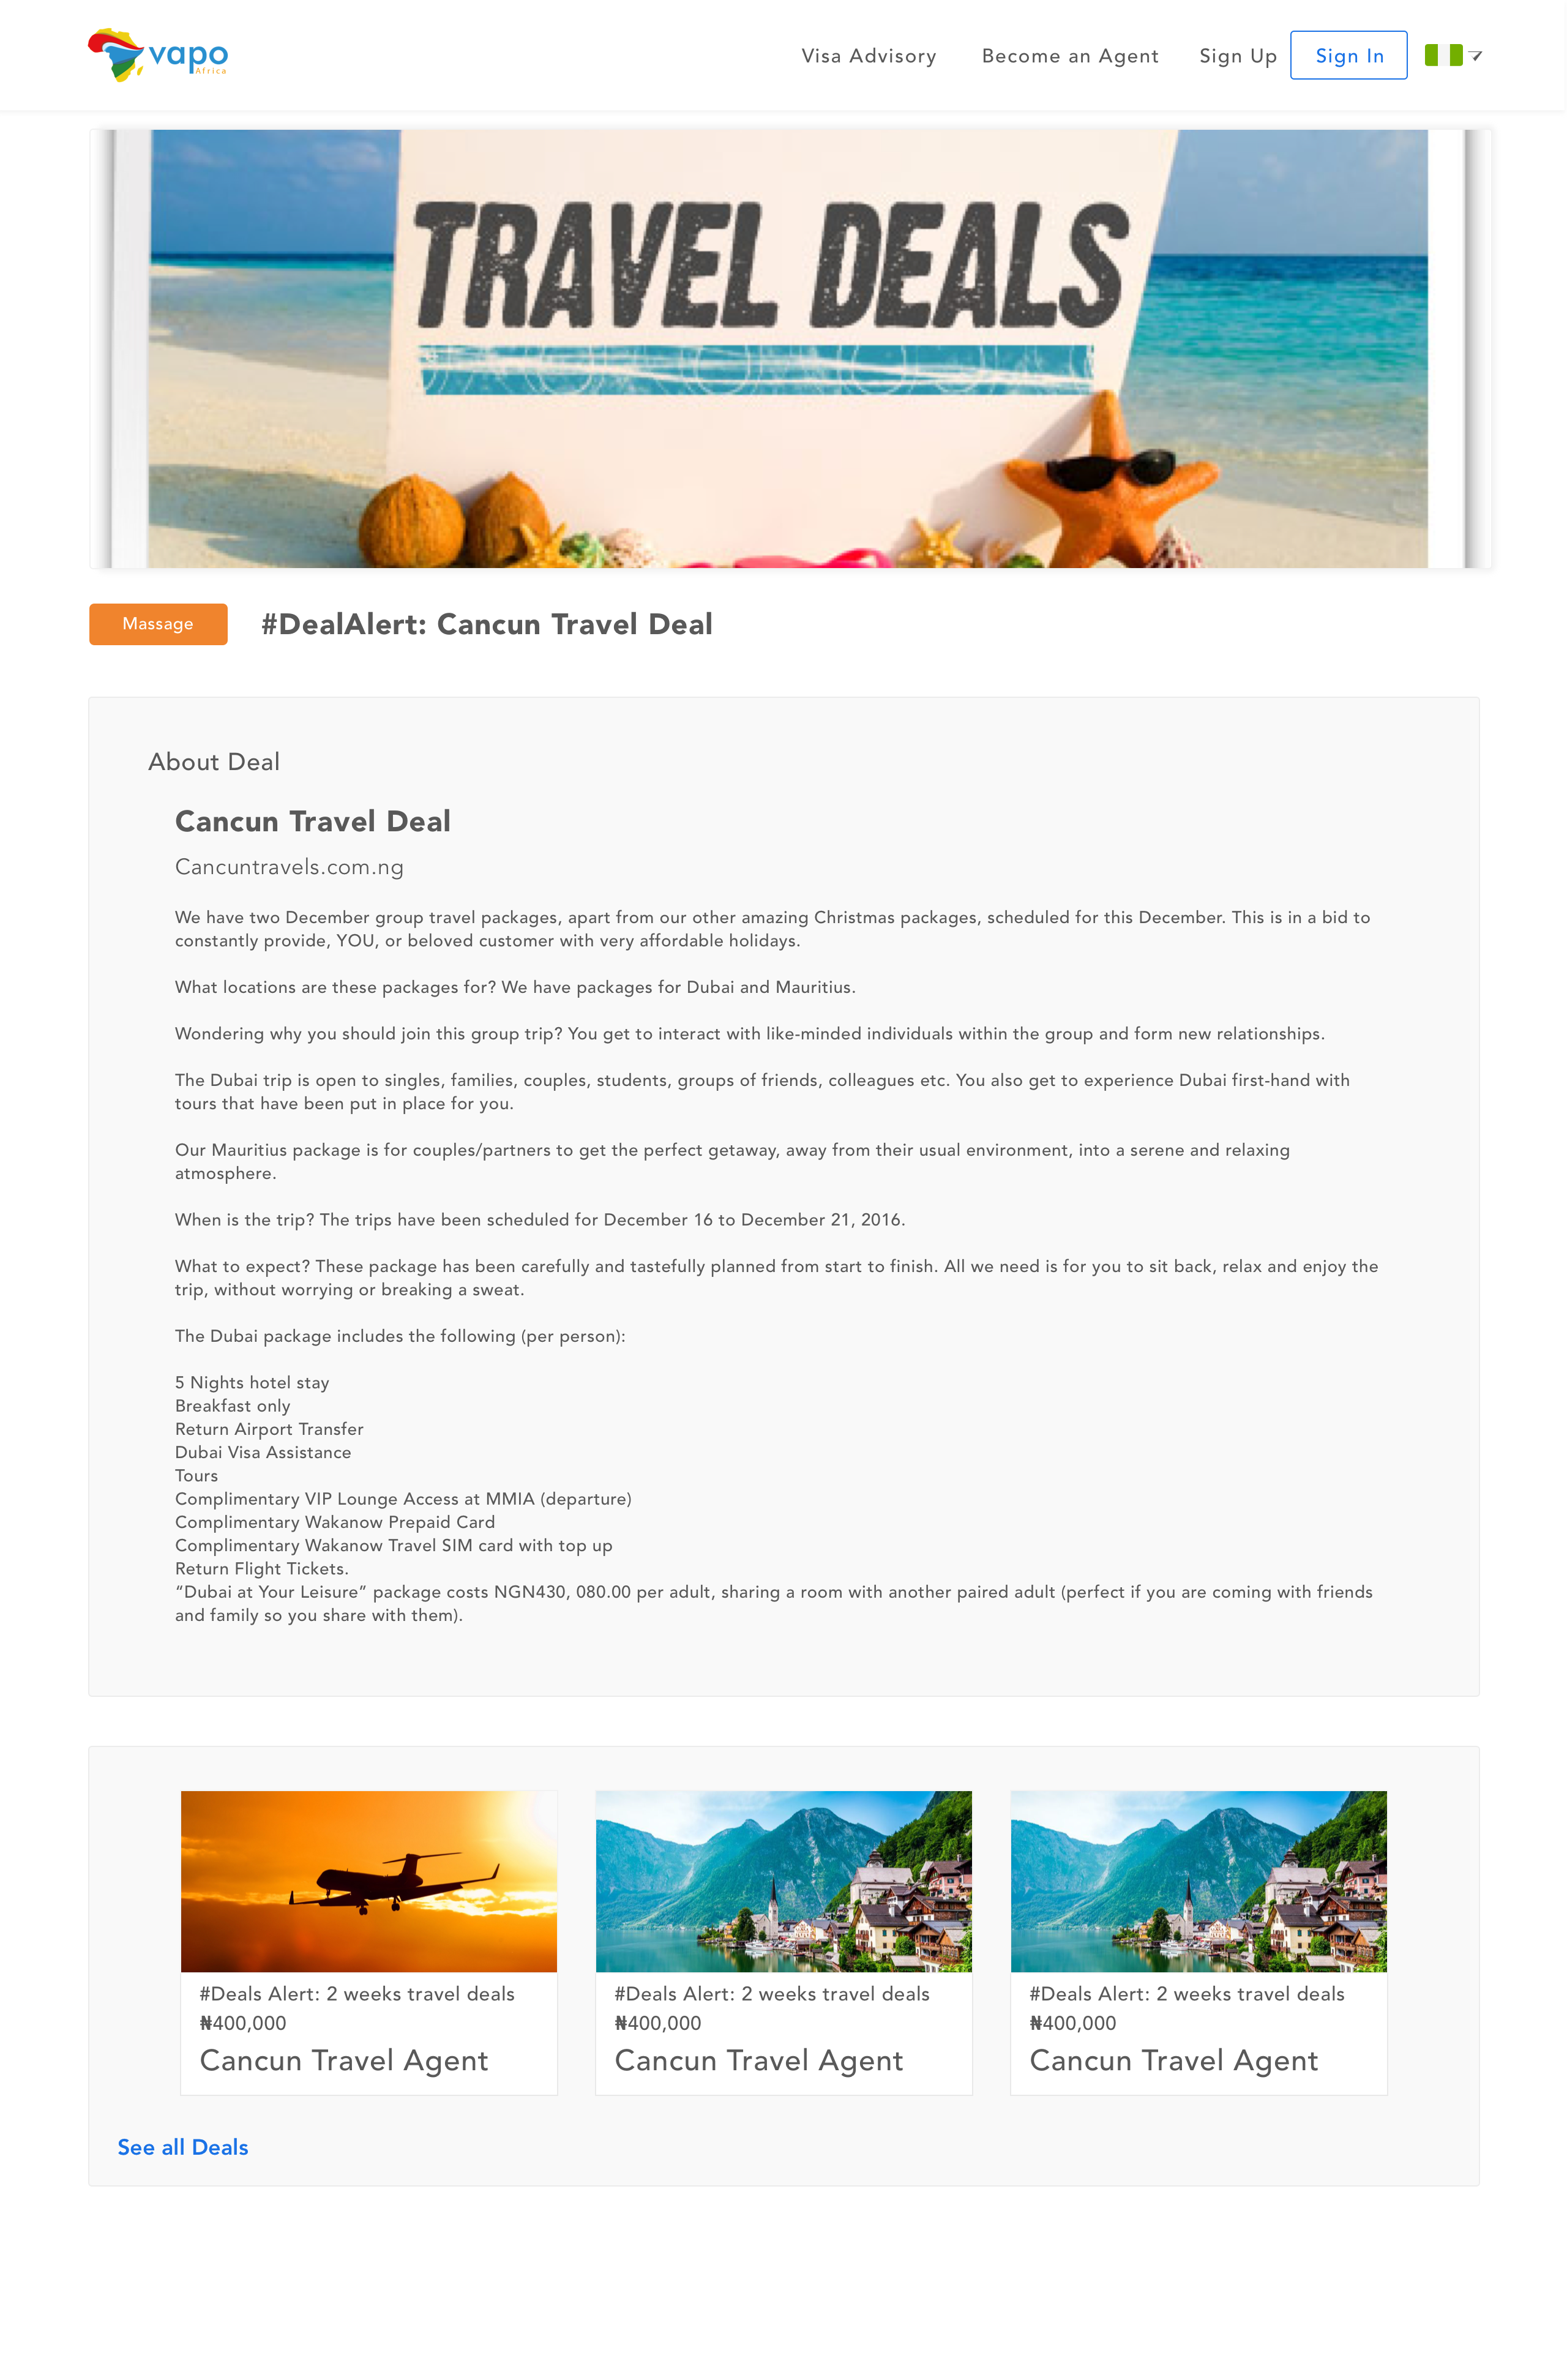 vapo
Africa
Visa Advisory
Become an Agent
Sign Up
Sign In
TRAVEL DEALS
Massage
#DealAlert: Cancun Travel Deal
About Deal
Cancun Travel Deal
Cancuntravels.com.ng
We have two December group travel packages, apart from our other amazing Christmas packages, scheduled for this December. This is in a bid to
constantly provide, YOU, or beloved customer with very affordable holidays.
What locations are these packages for? We have packages for Dubai and Mauritius.
Wondering why you should join this group trip? You get to interact with like-minded individuals within the group and form new relationships.
The Dubai trip is open to singles, families, couples, students, groups of friends, colleagues etc. You also get to experience Dubai first-hand with
tours that have been put in place for you.
Our Mauritius package is for couples/partners to get the perfect getaway, away from their usual environment, into a serene and relaxing
atmosphere.
When is the trip? The trips have been scheduled for December 16 to December 21, 2016.
What to expect? These package has been carefully and tastefully planned from start to finish. All we need is for you to sit back, relax and enjoy the
trip, without worrying or breaking a sweat.
The Dubai package includes the following (per person):
5 Nights hotel stay
Breakfast only
Return Airport Transfer
Dubai Visa Assistance
Tours
Complimentary VIP Lounge Access at MMIA (departure)
Complimentary Wakanow Prepaid Card
Complimentary Wakanow Travel SIM card with top up
Return Flight Tickets.
“Dubai at Your Leisure” package costs NGN430, 080.00 per adult, sharing a room with another paired adult (perfect if you are coming with friends
and family so you share with them).
#Deals Alert: 2 weeks travel deals
₦400,000
Cancun Travel Agent
#Deals Alert: 2 weeks travel deals
₦400,000
Cancun Travel Agent
#Deals Alert: 2 weeks travel deals
₦400,000
Cancun Travel Agent
See all Deals